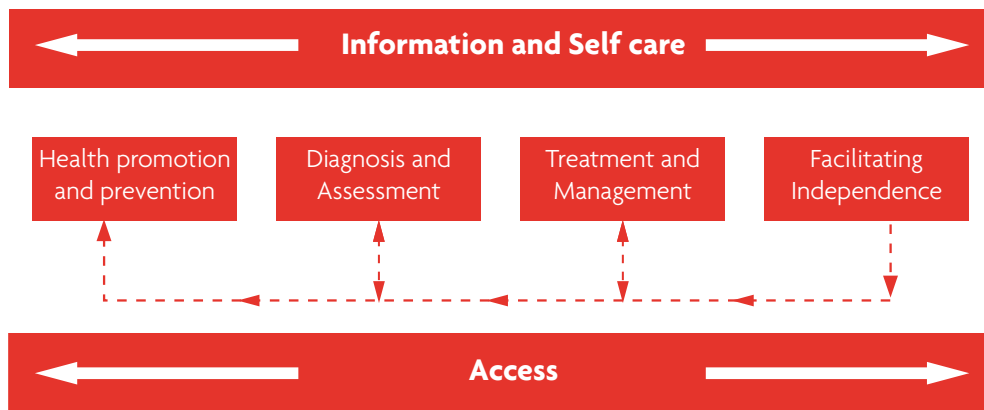 Information and Self care
Health promotion
and prevention
Diagnosis and
Assessment
Treatment and
Management
Facilitating
Independence
Access